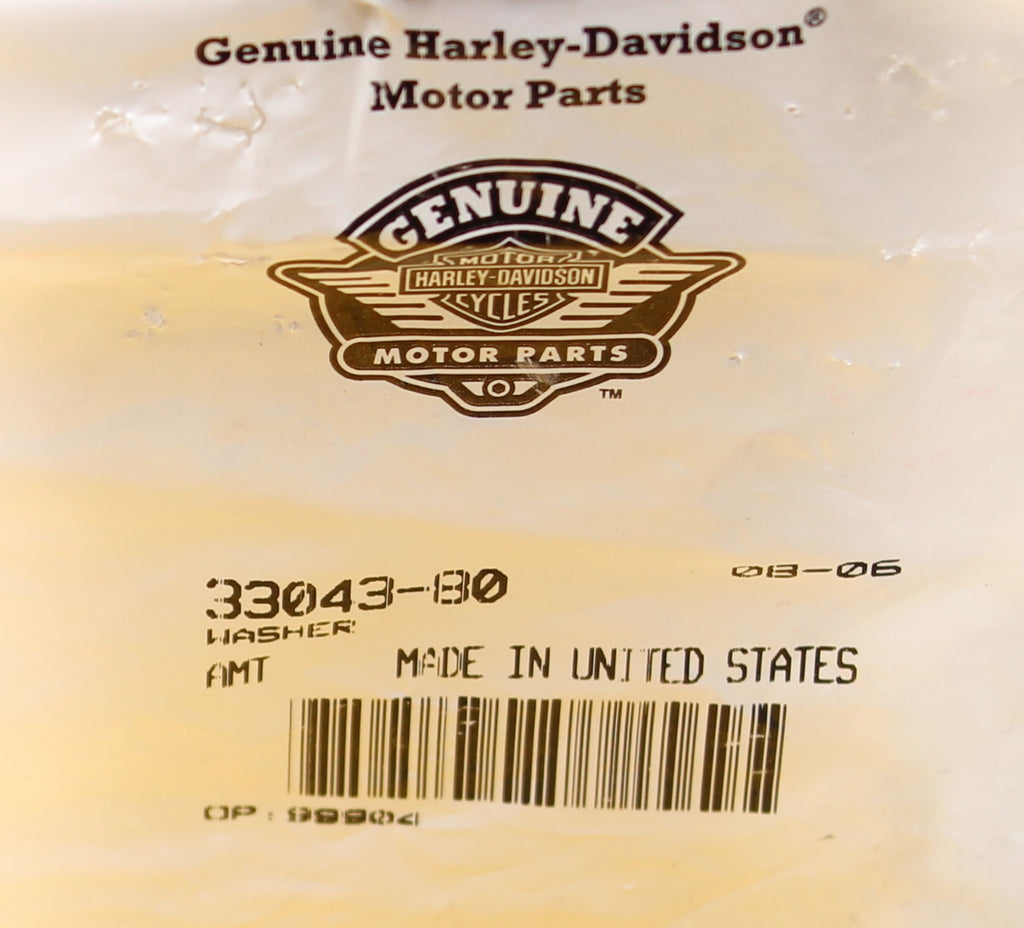 Genuine Harley-Davidson®
Motor Parts
GENUINE
MOTOR
HARLEY-DAVIDSON
CYCLES
MOTOR PARTS
TM
33043-80
08-06
WASHER
AMT
MADE IN UNITED STATES
OP: